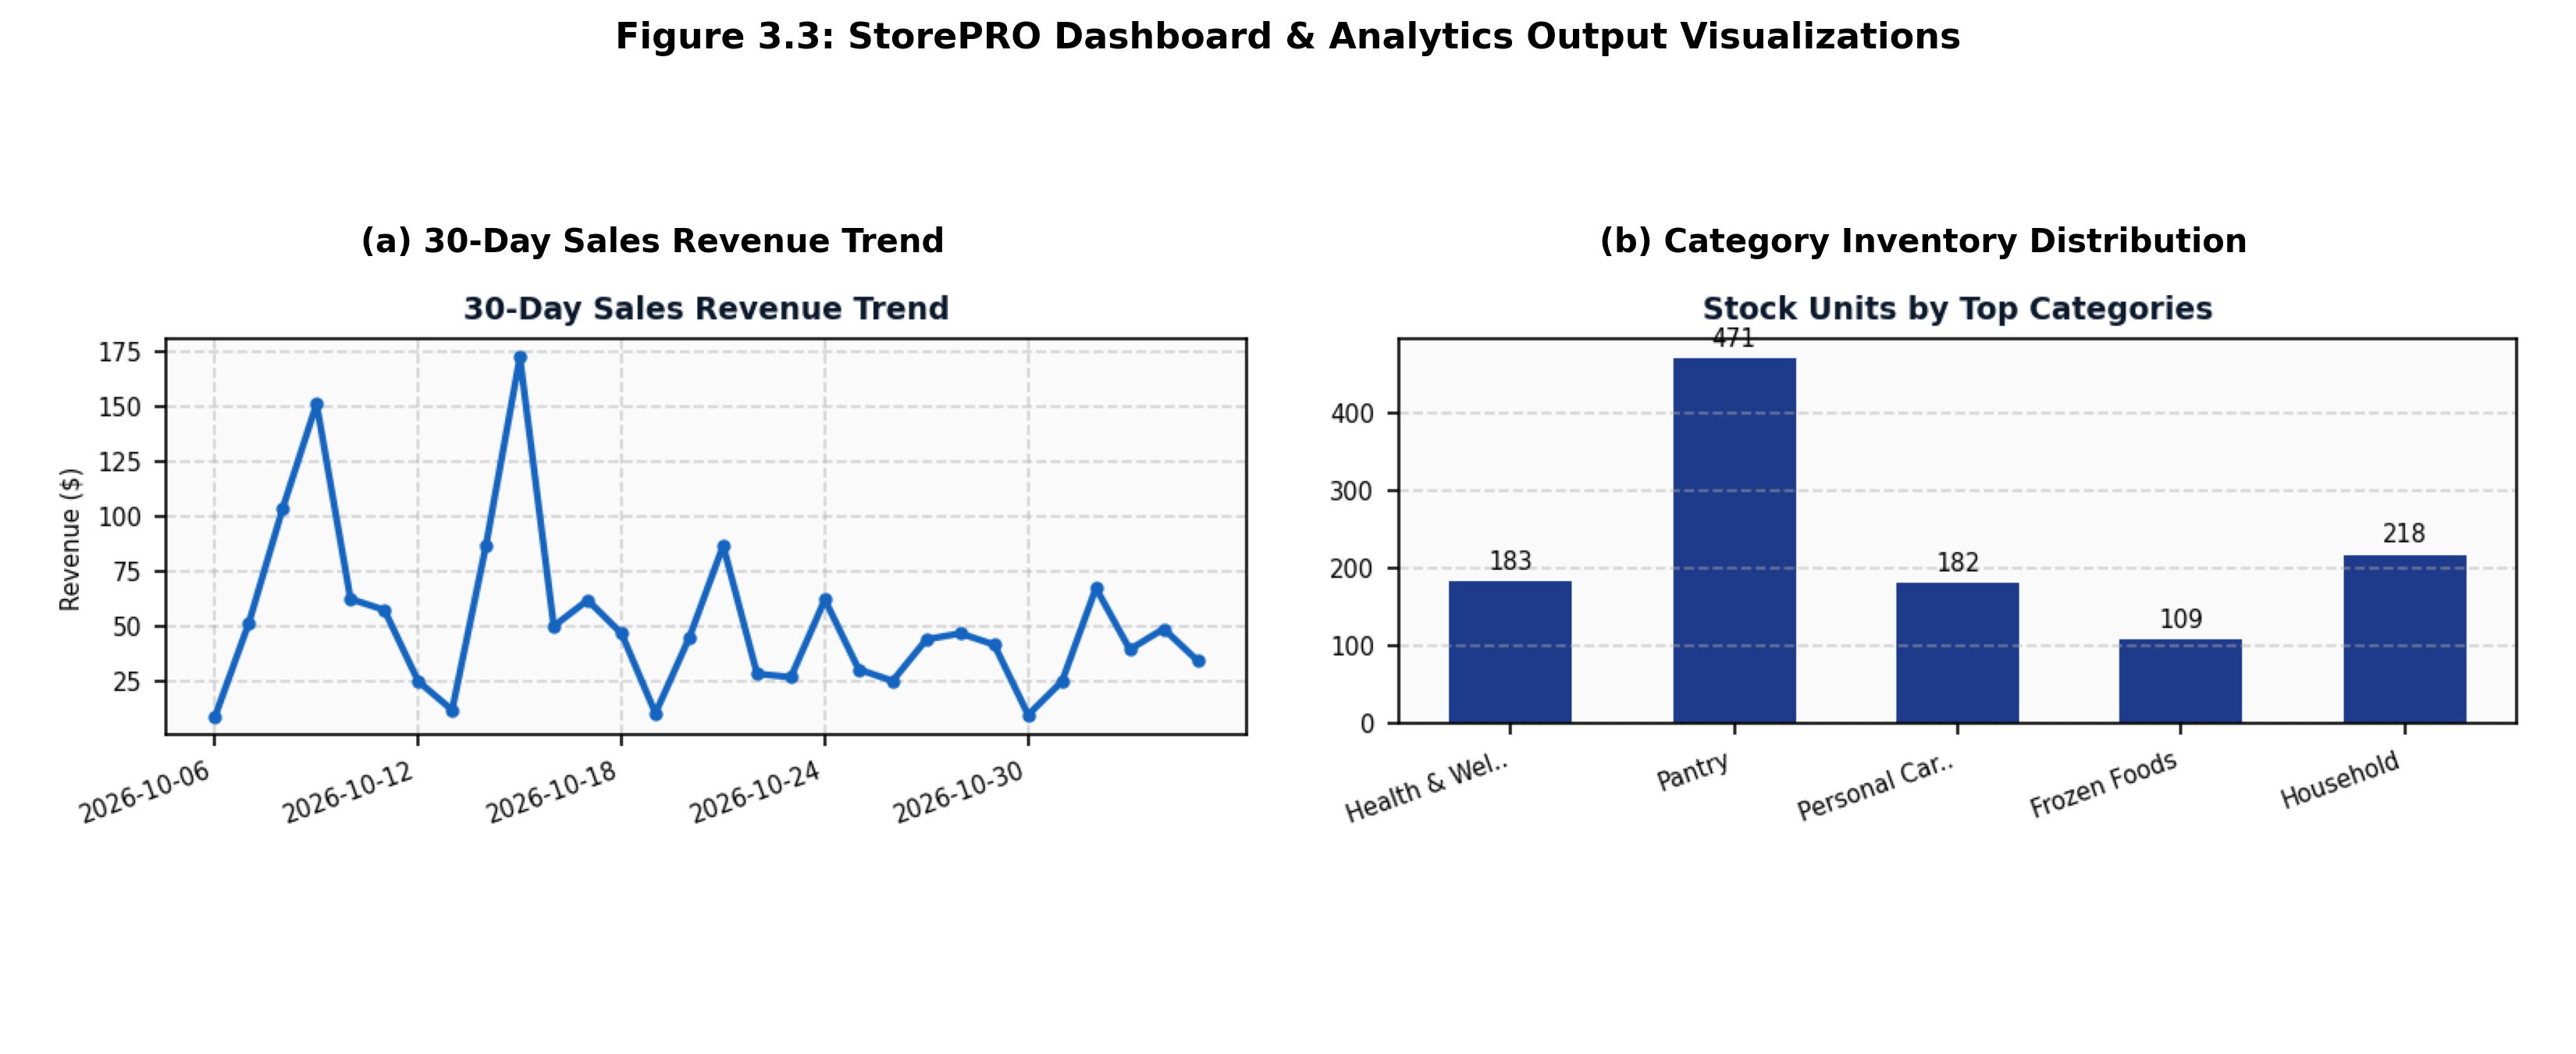 Figure 3.3: StorePRO Dashboard & Analytics Output Visualizations
(a) 30-Day Sales Revenue Trend
30-Day Sales Revenue Trend
Revenue ($)
175
150
125
100
75
50
25
2026-10-06
2026-10-12
2026-10-18
2026-10-24
2026-10-30
(b) Category Inventory Distribution
Stock Units by Top Categories
400
300
200
100
0
183
471
182
109
218
Health & Wel..
Pantry
Personal Car..
Frozen Foods
Household